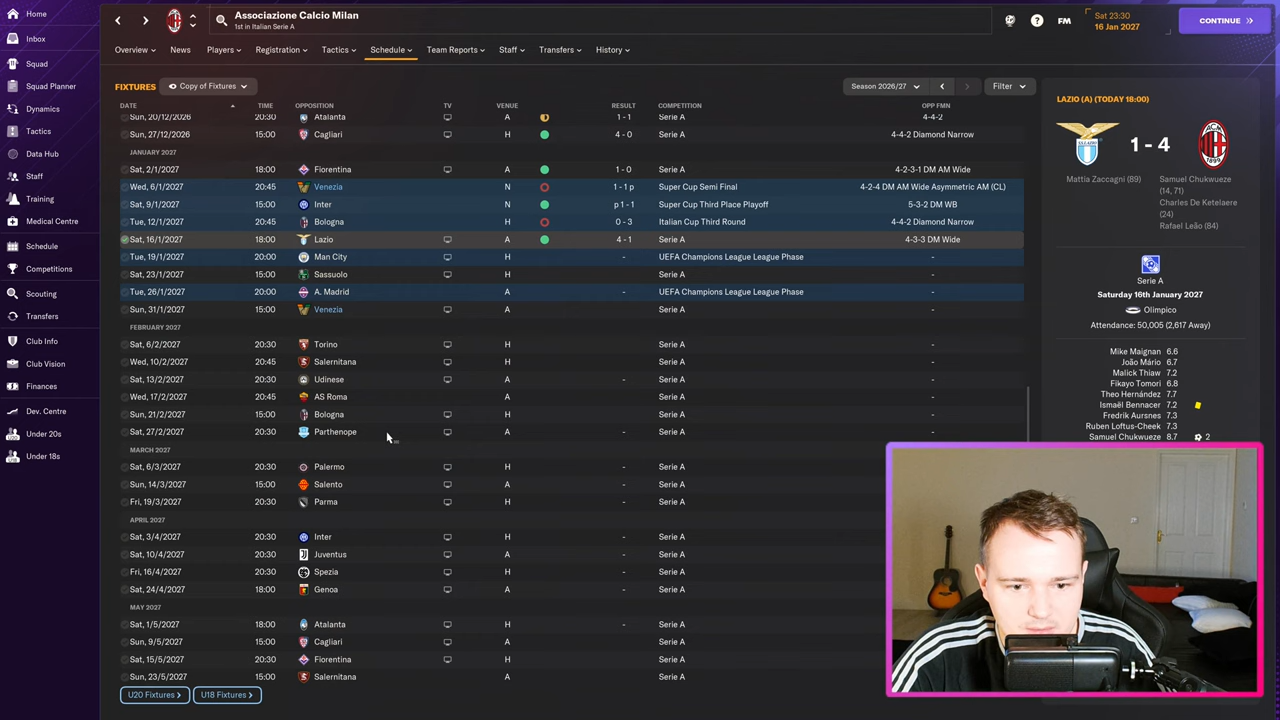 Home
Inbox
Squad
Squad Planner
Dynamics
Tactics
Data Hub
Staff
Training
Medical Centre
Schedule
Competitions
Scouting
Transfers
Club Info
Club Vision
Finances
Dev. Centre
Under 20s
Under 18s
Associazione Calcio Milan
1st in Italian Serie A
FM
Sat 23:30
16 Jan 2027
CONTINUE
Overview News Players Registration Tactics Schedule Team Reports Staff Transfers History
FIXTURES Copy of Fixtures Season 2026/27 Filter
DATE TIME OPPOSITION TV VENUE RESULT COMPETITION OPP FMN
Sun, 20/12/2026 20:30 Atalanta A 1 - 1 Serie A 4-4-2
Sun, 27/12/2026 15:00 Cagliari H 4 - 0 Serie A 4-4-2 Diamond Narrow
JANUARY 2027
Sat, 2/1/2027 18:00 Fiorentina A 1 - 0 Serie A 4-2-3-1 DM AM Wide
Wed, 6/1/2027 20:45 Venezia N 1 - 1 p Super Cup Semi Final 4-2-4 DM AM Wide Asymmetric AM (CL)
Sat, 9/1/2027 15:00 Inter N p 1 - 1 Super Cup Third Place Playoff 5-3-2 DM WB
Tue, 12/1/2027 20:45 Bologna H 0 - 3 Italian Cup Third Round 4-4-2 Diamond Narrow
Sat, 16/1/2027 18:00 Lazio A 4 - 1 Serie A 4-3-3 DM Wide
Tue, 19/1/2027 20:00 Man City H - UEFA Champions League League Phase -
Sat, 23/1/2027 15:00 Sassuolo H - Serie A -
Tue, 26/1/2027 20:00 A. Madrid A - UEFA Champions League League Phase -
Sun, 31/1/2027 15:00 Venezia A - Serie A -
FEBRUARY 2027
Sat, 6/2/2027 20:30 Torino H - Serie A -
Wed, 10/2/2027 20:45 Salernitana H - Serie A -
Sat, 13/2/2027 20:30 Udinese A - Serie A -
Wed, 17/2/2027 20:45 AS Roma A - Serie A -
Sun, 21/2/2027 15:00 Bologna H - Serie A -
Sat, 27/2/2027 20:30 Parthenope A - Serie A -
MARCH 2027
Sat, 6/3/2027 20:30 Palermo H - Serie A
Sun, 14/3/2027 15:00 Salento A - Serie A
Fri, 19/3/2027 20:30 Parma H - Serie A
APRIL 2027
Sat, 3/4/2027 20:30 Inter H - Serie A
Sat, 10/4/2027 20:30 Juventus A - Serie A
Fri, 16/4/2027 20:30 Spezia H - Serie A
Sat, 24/4/2027 18:00 Genoa A - Serie A
MAY 2027
Sat, 1/5/2027 18:00 Atalanta H - Serie A
Sun, 9/5/2027 15:00 Cagliari A Serie A
Sat, 15/5/2027 20:30 Fiorentina H Serie A
Sun, 23/5/2027 15:00 Salernitana A Serie A
U20 Fixtures U18 Fixtures
LAZIO (A) (TODAY 18:00)
S.S. LAZIO
ACM
1899
1 - 4
Mattia Zaccagni (89)
Samuel Chukwueze
(14, 71)
Charles De Ketelaere
(24)
Rafael Leão (84)
Serie A
Saturday 16th January 2027
Olimpico
Attendance: 50,005 (2,617 Away)
Mike Maignan 6.6
João Mário 6.7
Malick Thiaw 7.2
Fikayo Tomori 6.8
Theo Hernández 7.7
Ismaël Bennacer 7.2
Fredrik Aursnes 7.3
Ruben Loftus-Cheek 7.3
Samuel Chukwueze 8.7 2